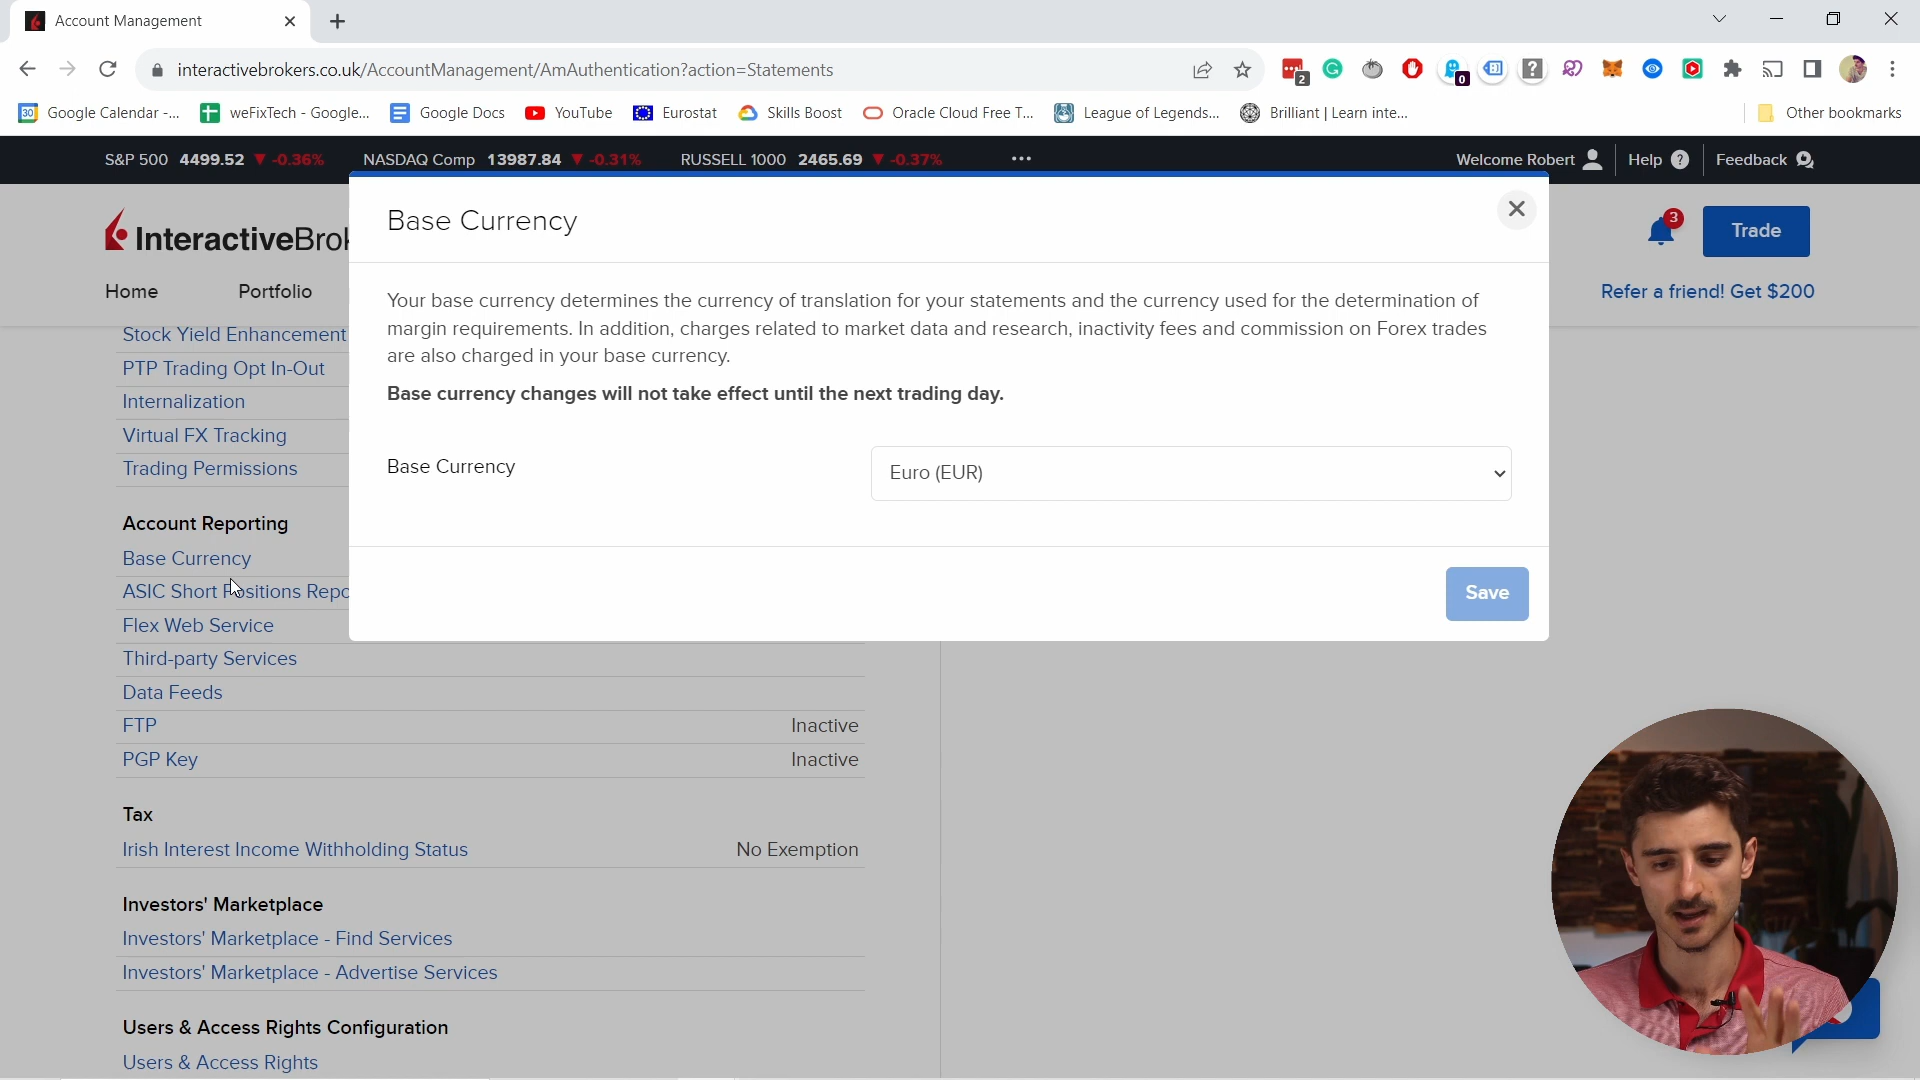 Account Management
interactivebrokers.co.uk/AccountManagement/AmAuthentication?action=Statements
2
0
30 Google Calendar -...
weFixTech - Google...
Google Docs
YouTube
Eurostat
Skills Boost
Oracle Cloud Free T...
League of Legends...
Brilliant | Learn inte...
Other bookmarks
S&P 500 4499.52 ▼ -0.36%
NASDAQ Comp 13987.84 ▼ -0.31%
RUSSELL 1000 2465.69 ▼ -0.37%
•••
Welcome Robert
Help ?
Feedback
InteractiveBrok
3
Trade
Home
Portfolio
Refer a friend! Get $200
Base Currency
Your base currency determines the currency of translation for your statements and the currency used for the determination of
margin requirements. In addition, charges related to market data and research, inactivity fees and commission on Forex trades
are also charged in your base currency.
Base currency changes will not take effect until the next trading day.
Base Currency
Euro (EUR)
Save
Stock Yield Enhancement
PTP Trading Opt In-Out
Internalization
Virtual FX Tracking
Trading Permissions
Account Reporting
Base Currency
ASIC Short Positions Repo
Flex Web Service
Third-party Services
Data Feeds
FTP Inactive
PGP Key Inactive
Tax
Irish Interest Income Withholding Status No Exemption
Investors' Marketplace
Investors' Marketplace - Find Services
Investors' Marketplace - Advertise Services
Users & Access Rights Configuration
Users & Access Rights